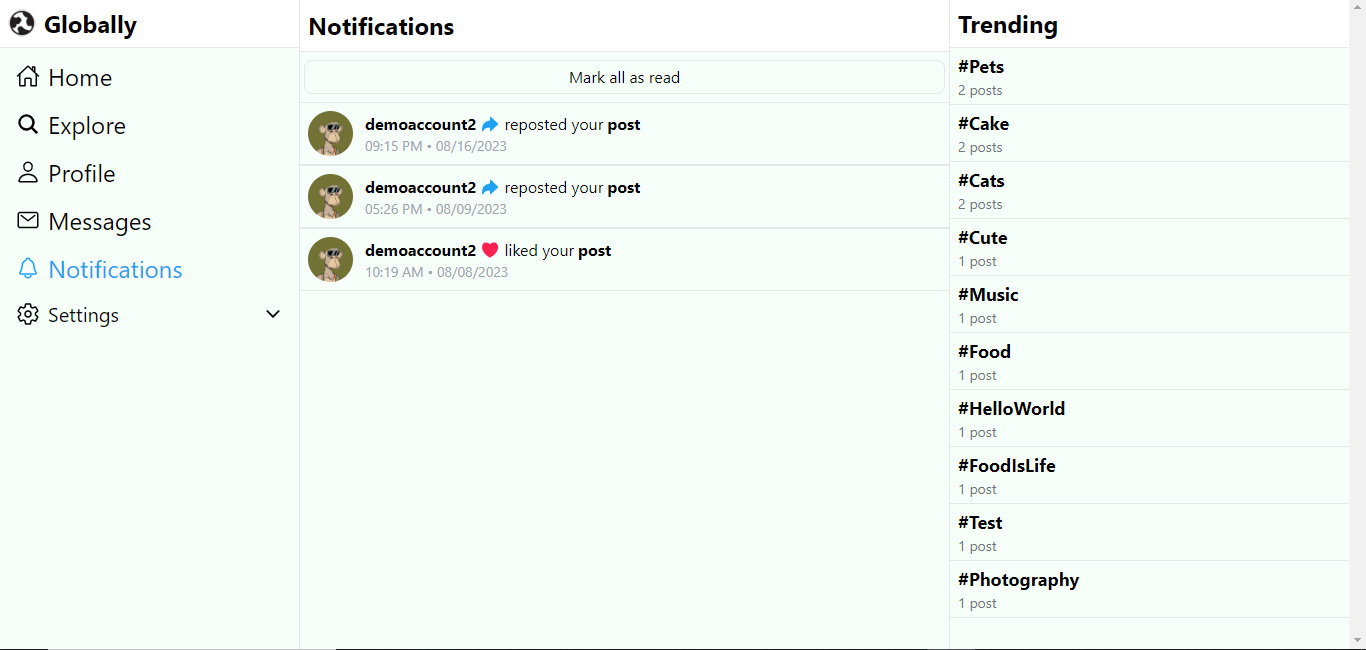 Globally
Home
Explore
Profile
Messages
Notifications
Settings
Notifications
Mark all as read
demoaccount2 reposted your post
09:15 PM • 08/16/2023
demoaccount2 reposted your post
05:26 PM • 08/09/2023
demoaccount2 liked your post
10:19 AM • 08/08/2023
Trending
#Pets
2 posts
#Cake
2 posts
#Cats
2 posts
#Cute
1 post
#Music
1 post
#Food
1 post
#HelloWorld
1 post
#FoodIsLife
1 post
#Test
1 post
#Photography
1 post